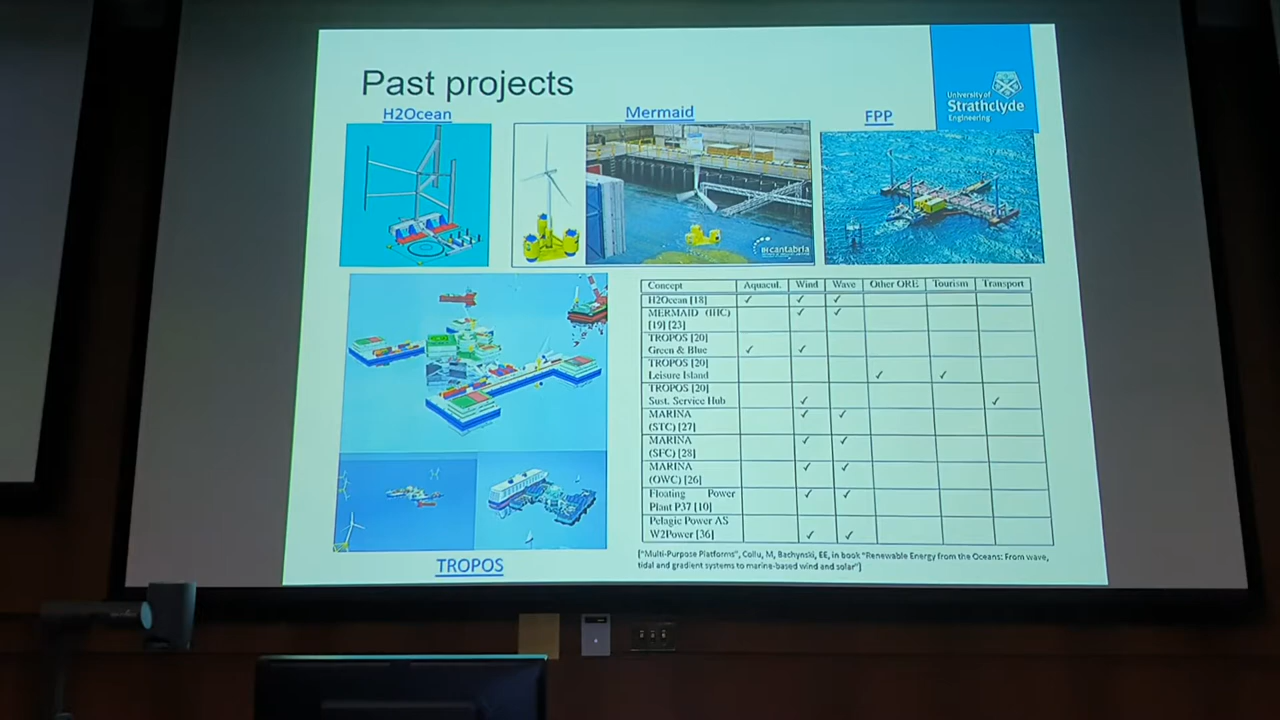 Past projects
University of
Strathclyde
Engineering
H2Ocean
Mermaid
FPP
IHcantabria
Concept Aquacul. Wind Wave Other ORE Tourism Transport
H2Ocean [18] ✓ ✓ ✓
MERMAID (IHC) ✓ ✓
[19] [23]
TROPOS [20]
Green & Blue ✓ ✓
TROPOS [20]
Leisure Island ✓ ✓
TROPOS [20]
Sust. Service Hub ✓ ✓
MARINA ✓ ✓
(STC) [27]
MARINA ✓ ✓
(SFC) [28]
MARINA ✓ ✓
(OWC) [26]
Floating Power ✓ ✓
Plant P37 [10]
Pelagic Power AS
W2Power [36] ✓ ✓
["Multi-Purpose Platforms", Collu, M, Bachynski, EE, in book "Renewable Energy from the Oceans: From wave,
tidal and gradient systems to marine-based wind and solar"]
TROPOS